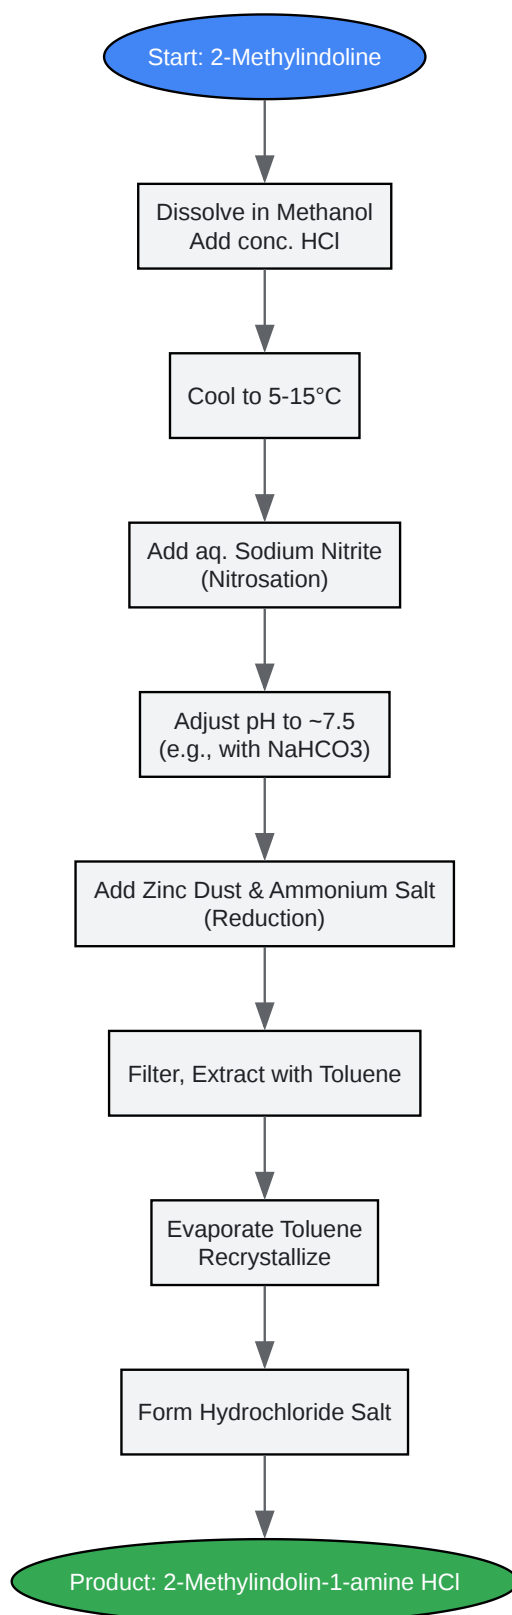 Start: 2-Methylindoline
Dissolve in Methanol
Add conc. HCl
Cool to 5-15°C
Add aq. Sodium Nitrite
(Nitrosation)
Adjust pH to ~7.5
(e.g., with NaHCO3)
Add Zinc Dust & Ammonium Salt
(Reduction)
Filter, Extract with Toluene
Evaporate Toluene
Recrystallize
Form Hydrochloride Salt
Product: 2-Methylindolin-1-amine HCl